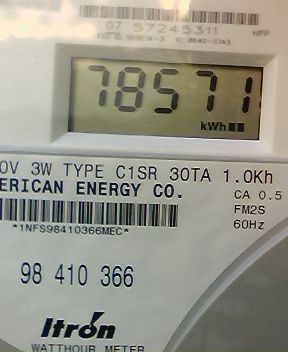 07 57245311 HPP
78571
kWh
0V 3W TYPE C1SR 30TA 1.0Kh
ERICAN ENERGY CO. CA 0.5
FM2S
*1NFS98410366MEC*
60Hz
98 410 366
Itron
WATTHOUR METER